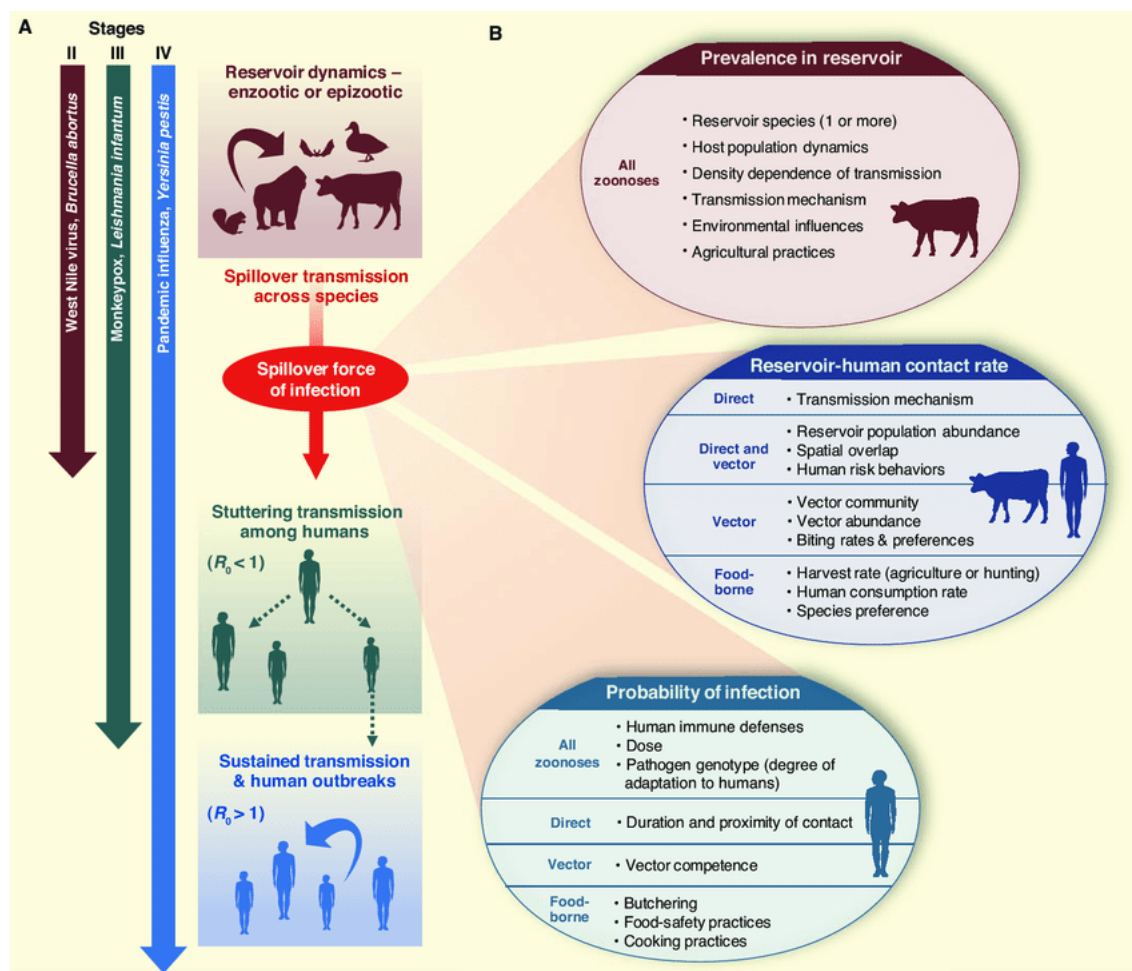 A
Stages
II
III
IV
West Nile virus, Brucella abortus
Monkeypox, Leishmania infantum
Pandemic influenza, Yersinia pestis
Reservoir dynamics –
enzootic or epizootic
Spillover transmission
across species
Spillover force
of infection
Stuttering transmission
among humans
(R0 < 1)
Sustained transmission
& human outbreaks
(R0 > 1)
B
Prevalence in reservoir
All
zoonoses
• Reservoir species (1 or more)
• Host population dynamics
• Density dependence of transmission
• Transmission mechanism
• Environmental influences
• Agricultural practices
Reservoir-human contact rate
Direct
• Transmission mechanism
Direct and
vector
• Reservoir population abundance
• Spatial overlap
• Human risk behaviors
Vector
• Vector community
• Vector abundance
• Biting rates & preferences
Food-
borne
• Harvest rate (agriculture or hunting)
• Human consumption rate
• Species preference
Probability of infection
All
zoonoses
• Human immune defenses
• Dose
• Pathogen genotype (degree of
adaptation to humans)
Direct
• Duration and proximity of contact
Vector
• Vector competence
Food-
borne
• Butchering
• Food-safety practices
• Cooking practices